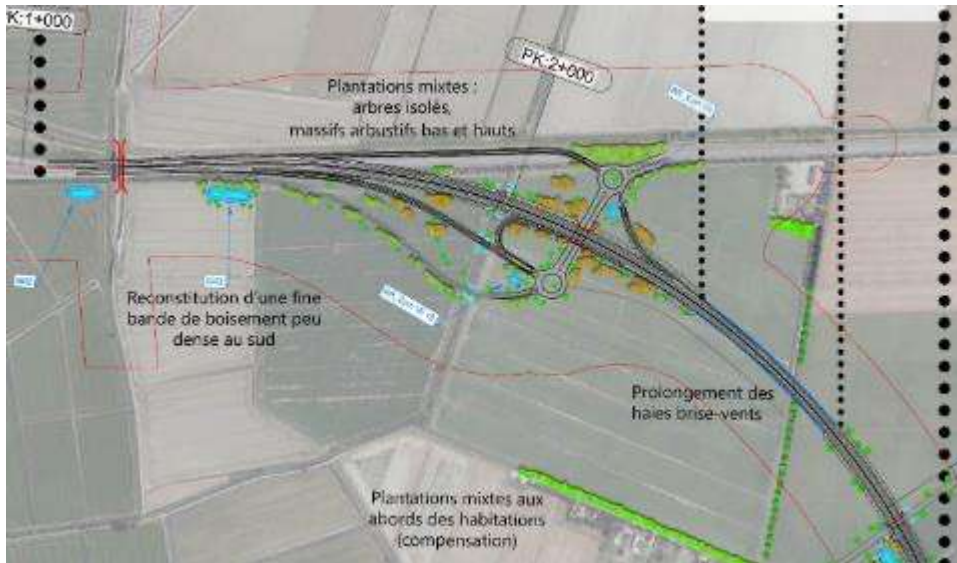 PK:1+000
PK:2+000
Plantations mixtes :
arbres isolés,
massifs arbustifs bas et hauts
Reconstitution d'une fine
bande de boisement peu
dense au sud
Prolongement des
haies brise-vents
Plantations mixtes aux
abords des habitations
(compensation)